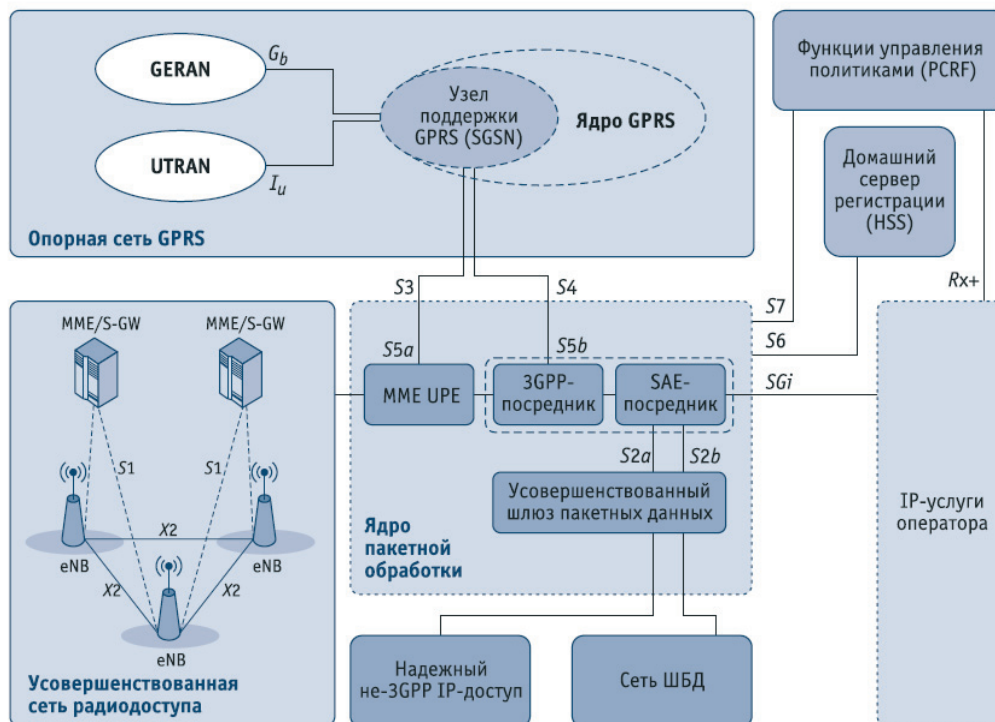 GERAN
Gb
UTRAN
Iu
Узел
поддержки
GPRS (SGSN)
Ядро GPRS
Опорная сеть GPRS
Функции управления
политиками (PCRF)
Домашний
сервер
регистрации
(HSS)
Rx+
S3
S4
S7
S6
SGi
MME/S-GW
MME/S-GW
S1
S1
X2
X2
X2
eNB
eNB
eNB
Усовершенствованная
сеть радиодоступа
S5a
S5b
MME UPE
3GPP-
посредник
SAE-
посредник
S2a
S2b
Усовершенствованный
шлюз пакетных данных
Ядро
пакетной
обработки
IP-услуги
оператора
Надежный
не-3GPP IP-доступ
Сеть ШБД